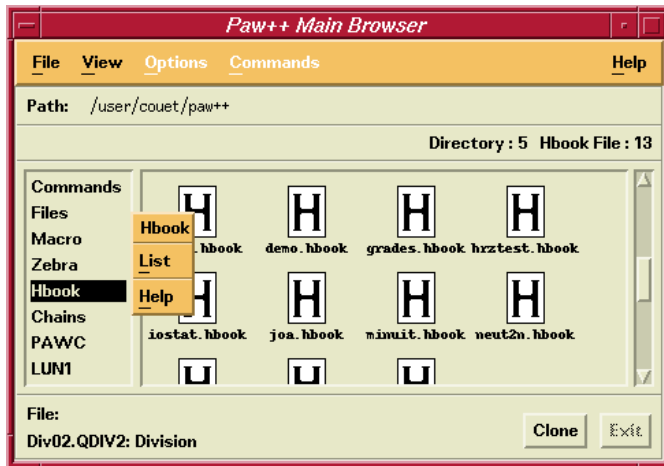 Paw++ Main Browser
File View Options Commands Help
Path: /user/couet/paw++
Directory : 5 Hbook File : 13
Commands
Files
Macro
Zebra
Hbook
Chains
PAWC
LUN1
Hbook
List
Help
.hbook demo.hbook grades.hbook hrztest.hbook
iostat.hbook joa.hbook minuit.hbook neut2n.hbook
File:
Div02.QDIV2: Division
Clone Exit